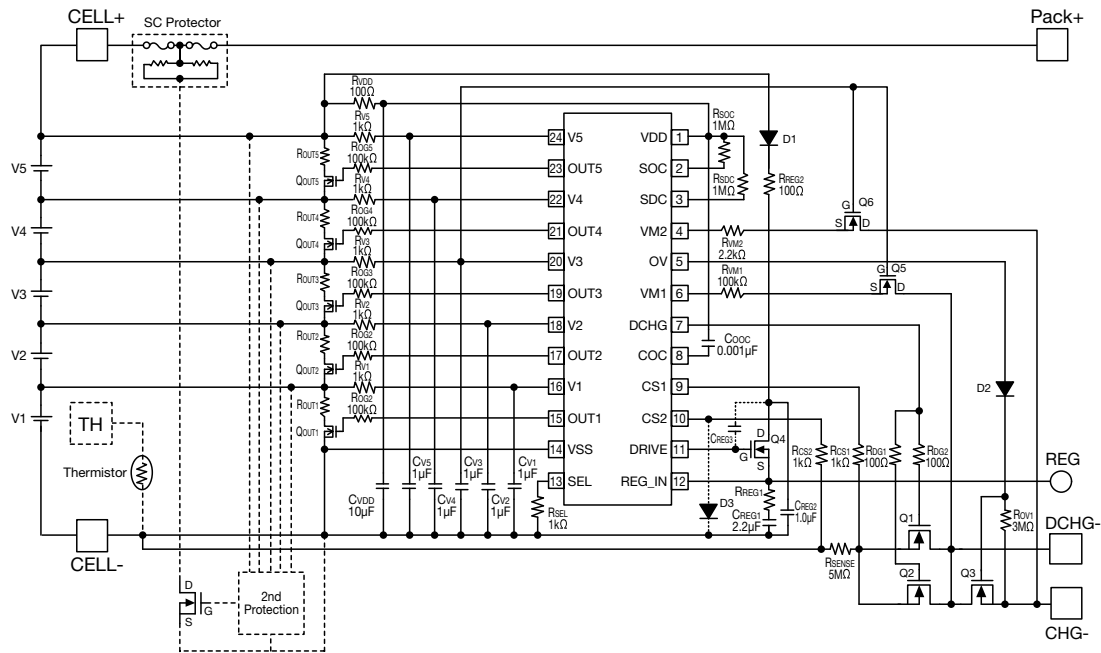 CELL+
SC Protector
Pack+
RVDD
100Ω
RV5
1kΩ
ROG5
100kΩ
RV4
1kΩ
ROG4
100kΩ
RV3
1kΩ
ROG3
100kΩ
RV2
1kΩ
ROG2
100kΩ
RV1
1kΩ
ROG2
100kΩ
ROUT5
QOUT5
ROUT4
QOUT4
ROUT3
QOUT3
ROUT2
QOUT2
ROUT1
QOUT1
V5
V4
V3
V2
V1
24 V5
23 OUT5
22 V4
21 OUT4
20 V3
19 OUT3
18 V2
17 OUT2
16 V1
15 OUT1
14 VSS
13 SEL
VDD 1
SOC 2
SDC 3
VM2 4
OV 5
VM1 6
DCHG 7
COC 8
CS1 9
CS2 10
DRIVE 11
REG_IN 12
RSOC
1MΩ
RSDC
1MΩ
D1
RREG2
100Ω
RVM2
2.2kΩ
RVM1
100kΩ
G Q6
S D
G Q5
S D
COOC
0.001µF
D2
CREG3
D
Q4
G
S
RCS2
1kΩ
RCS1
1kΩ
RDG1
100Ω
RDG2
100Ω
REG
TH
Thermistor
CVDD
10µF
CV5
1µF
CV4
1µF
CV3
1µF
CV2
1µF
CV1
1µF
RSEL
1kΩ
D3
RREG1
CREG1
2.2µF
CREG2
1.0µF
Q1
ROV1
3MΩ
DCHG-
CELL-
RSENSE
5MΩ
Q2
Q3
CHG-
D
G
S
2nd
Protection